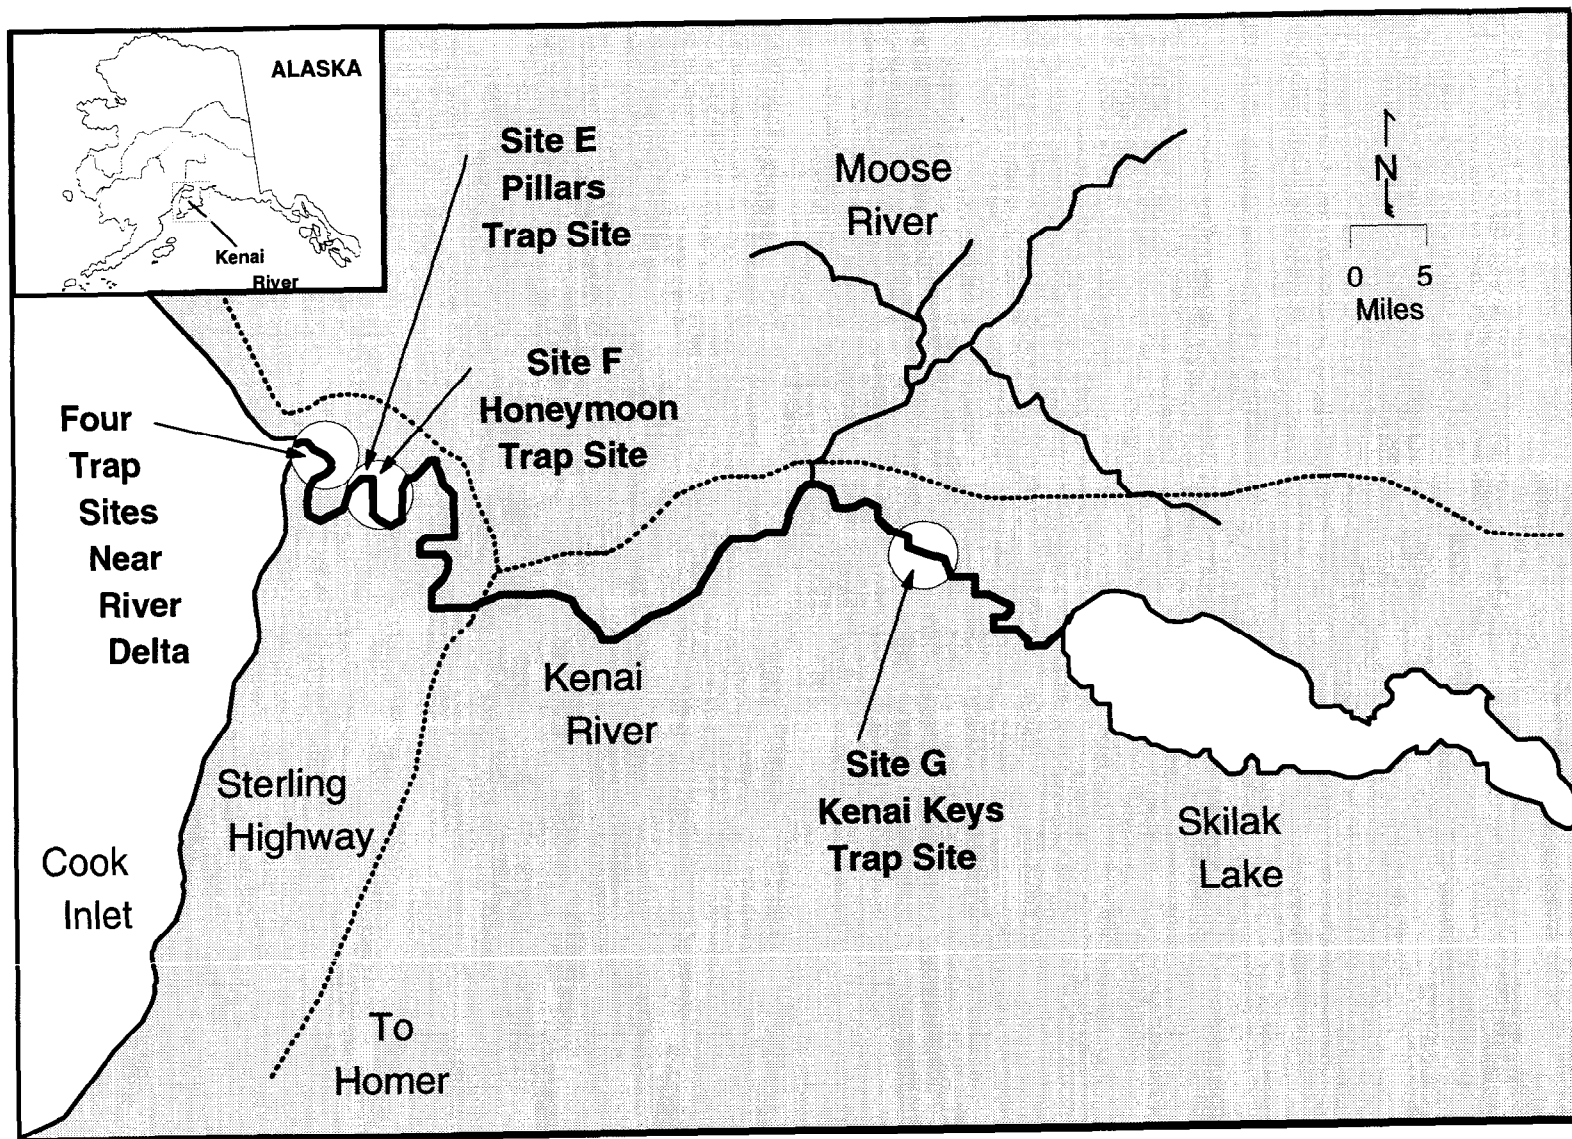 ALASKA
Kenai
River
Site E
Pillars
Trap Site
Moose
River
N
0 5
Miles
Site F
Honeymoon
Trap Site
Four
Trap
Sites
Near
River
Delta
Kenai
River
Site G
Kenai Keys
Trap Site
Sterling
Highway
Skilak
Lake
Cook
Inlet
To
Homer